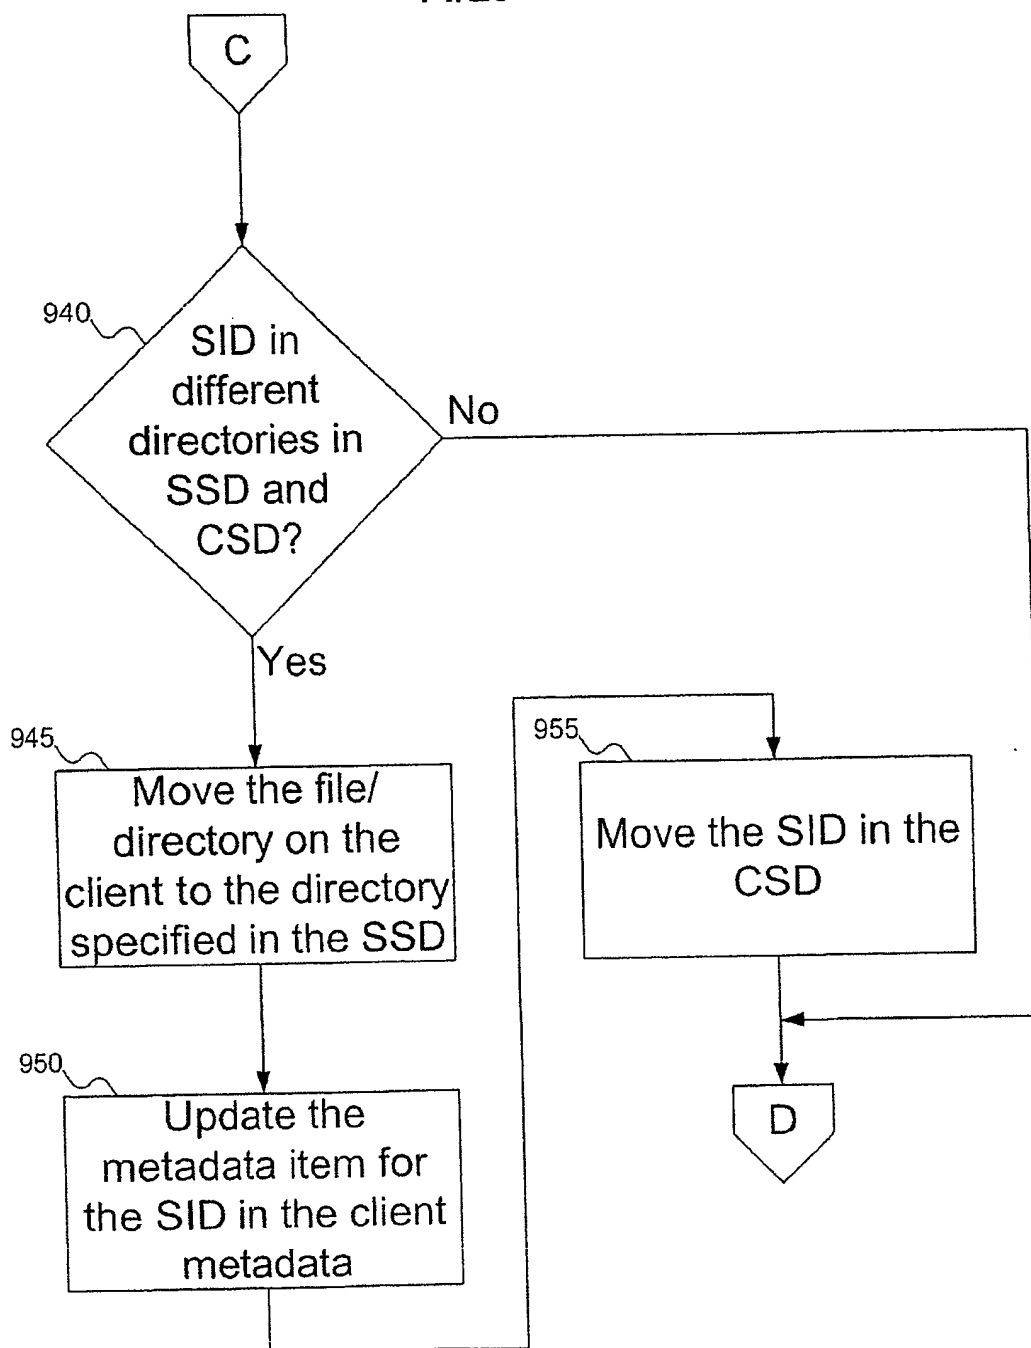 C
940
SID in
different
directories in
SSD and
CSD?
No
Yes
945
Move the file/
directory on the
client to the directory
specified in the SSD
955
Move the SID in the
CSD
950
Update the
metadata item for
the SID in the client
metadata
D